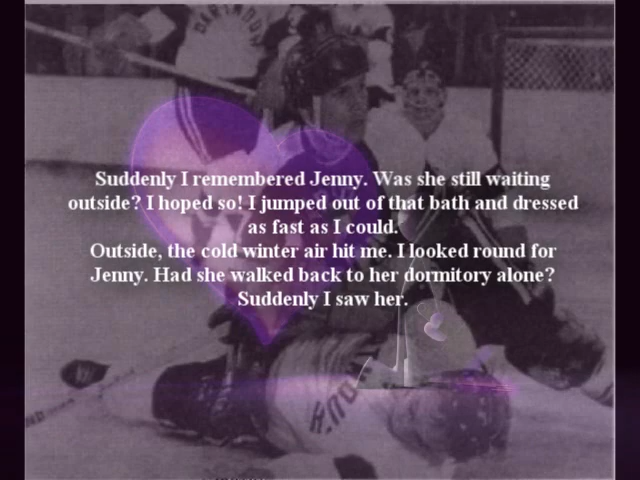 DARTMOU
Suddenly I remembered Jenny. Was she still waiting
outside? I hoped so! I jumped out of that bath and dressed
as fast as I could.
Outside, the cold winter air hit me. I looked round for
Jenny. Had she walked back to her dormitory alone?
Suddenly I saw her.